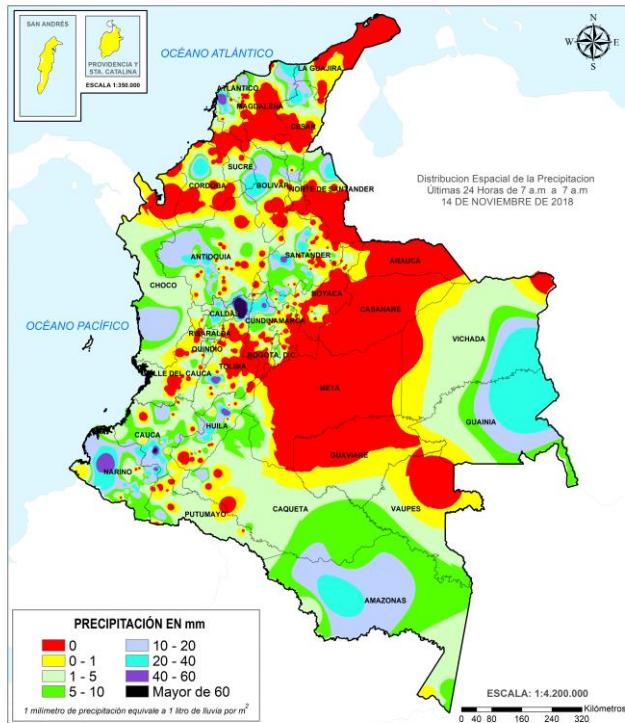 SAN ANDRÉS
PROVIDENCIA Y
STA. CATALINA
ESCALA 1:350.000
OCÉANO ATLÁNTICO
N
W
E
S
LA GUAJIRA
ATLÁNTICO
MAGDALENA
CESAR
SUCRE
CORDOBA
BOLIVAR
NORTE DE SANTANDER
Distribucion Espacial de la Precipitacion
Últimas 24 Horas de 7 a.m a 7 a.m
14 DE NOVIEMBRE DE 2018
ANTIOQUIA
SANTANDER
ARAUCA
CHOCO
BOYACA
CASANARE
CALDAS
CUNDINAMARCA
OCÉANO PACÍFICO
RISARALDA
VICHADA
QUINDIO
BOGOTA, D.C.
VALLE DEL CAUCA
TOLIMA
META
GUAINIA
CAUCA
HUILA
GUAVIARE
NARIÑO
CAQUETA
VAUPES
PUTUMAYO
AMAZONAS
PRECIPITACIÓN EN mm
0
10 - 20
0 - 1
20 - 40
1 - 5
40 - 60
5 - 10
Mayor de 60
1 milímetro de precipitación equivale a 1 litro de lluvia por m²
ESCALA: 1:4.200.000
Kilómetros
40 80 160 240 320